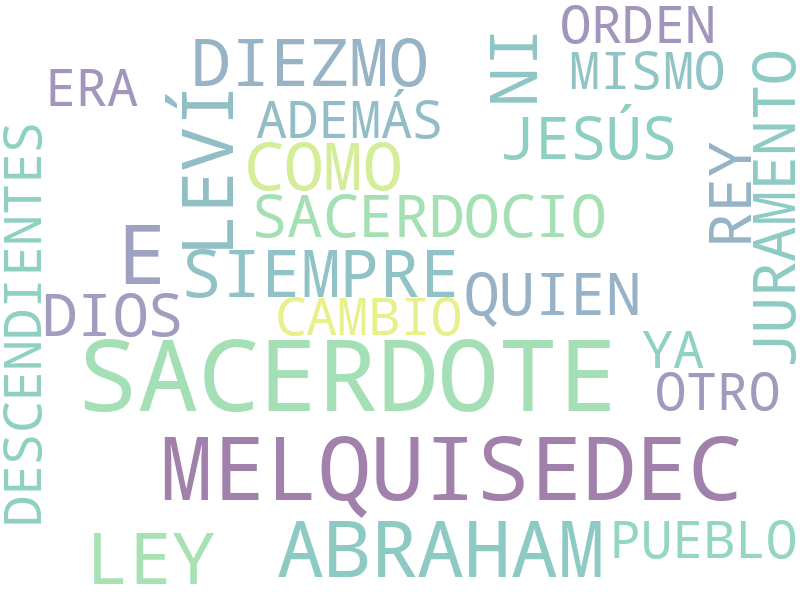 ORDEN
DIEZMO
NI
MISMO
ERA
ADEMÁS
JESÚS
JURAMENTO
LEVÍ
COMO
REY
DESCENDIENTES
SACERDOCIO
E
SIEMPRE
QUIEN
DIOS
CAMBIO
YA
SACERDOTE
OTRO
MELQUISEDEC
ABRAHAM
PUEBLO
LEY